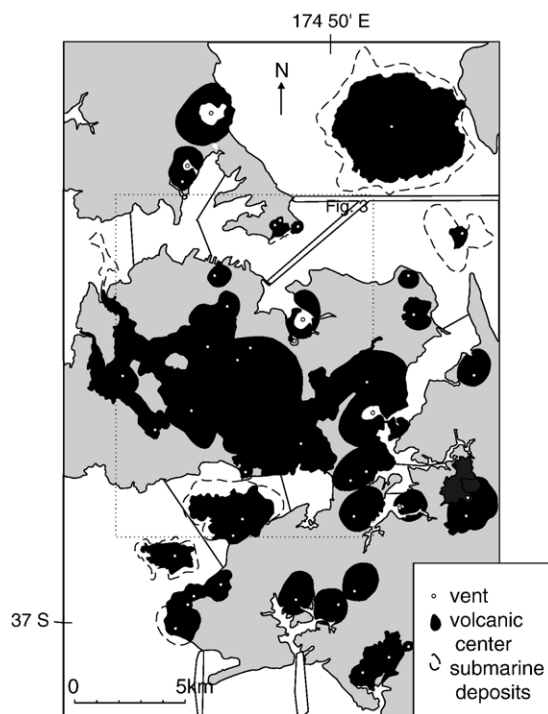 174 50' E
N
Fig. 3
37 S
0 5km
vent
volcanic
center
submarine
deposits